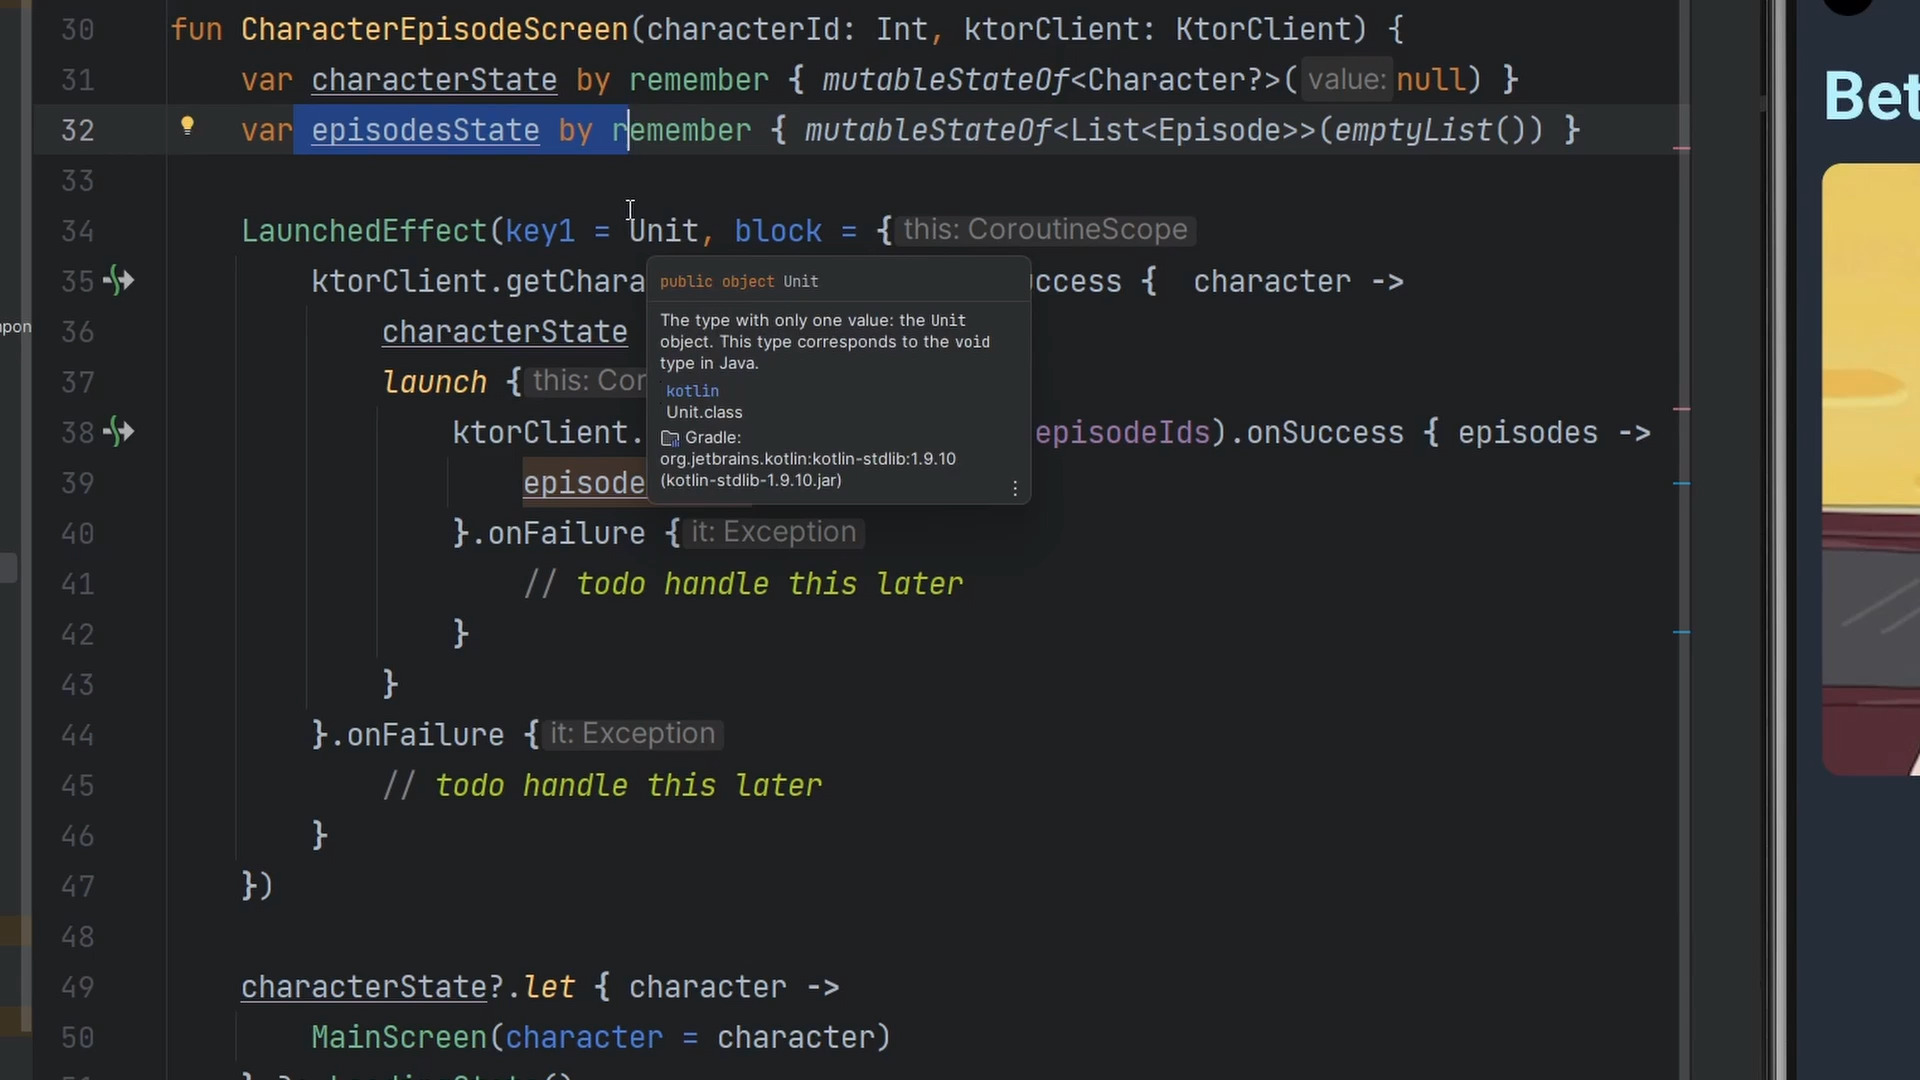 30 fun CharacterEpisodeScreen(characterId: Int, ktorClient: KtorClient) {
31 var characterState by remember { mutableStateOf<Character?>( value: null) }
32 var episodesState by remember { mutableStateOf<List<Episode>>(emptyList()) }
33
34 LaunchedEffect(key1 = Unit, block = { this: CoroutineScope
35 ktorClient.getChara ccess { character ->
36 characterState
37 launch { this: Cor
38 ktorClient. episodeIds).onSuccess { episodes ->
39 episode
40 }.onFailure { it: Exception
41 // todo handle this later
42 }
43 }
44 }.onFailure { it: Exception
45 // todo handle this later
46 }
47 })
48
49 characterState?.let { character ->
50 MainScreen(character = character)
public object Unit
The type with only one value: the Unit
object. This type corresponds to the void
type in Java.
kotlin
Unit.class
Gradle:
org.jetbrains.kotlin:kotlin-stdlib:1.9.10
(kotlin-stdlib-1.9.10.jar)
mpon
Bet